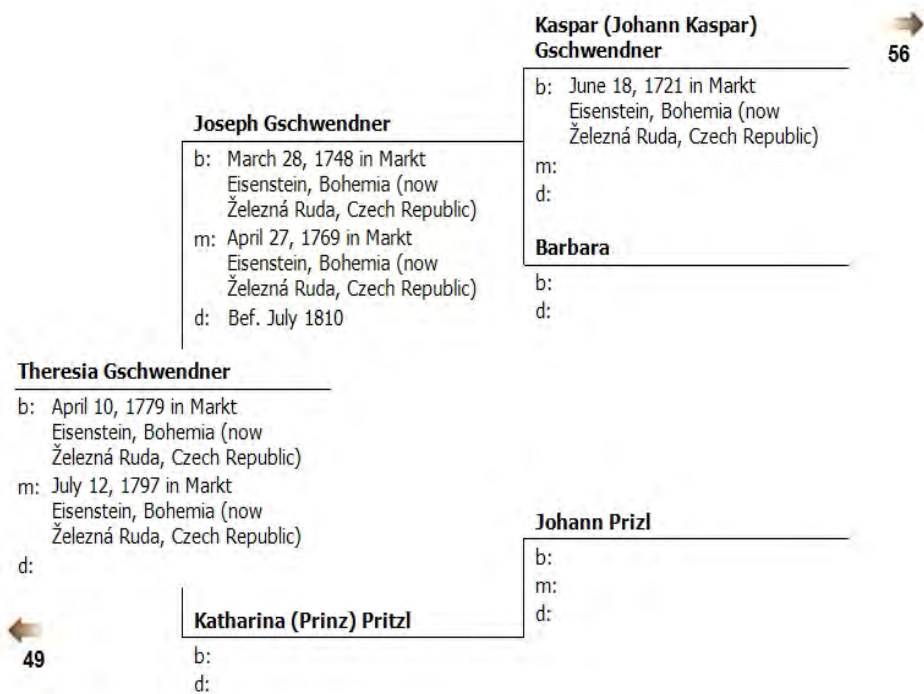 Kaspar (Johann Kaspar)
Gschwendner
56
b: June 18, 1721 in Markt
Eisenstein, Bohemia (now
Železná Ruda, Czech Republic)
m:
d:
Joseph Gschwendner
b: March 28, 1748 in Markt
Eisenstein, Bohemia (now
Železná Ruda, Czech Republic)
m: April 27, 1769 in Markt
Eisenstein, Bohemia (now
Železná Ruda, Czech Republic)
d: Bef. July 1810
Barbara
b:
d:
Theresia Gschwendner
b: April 10, 1779 in Markt
Eisenstein, Bohemia (now
Železná Ruda, Czech Republic)
m: July 12, 1797 in Markt
Eisenstein, Bohemia (now
Železná Ruda, Czech Republic)
d:
Johann Prizl
b:
m:
d:
Katharina (Prinz) Pritzl
b:
d:
49